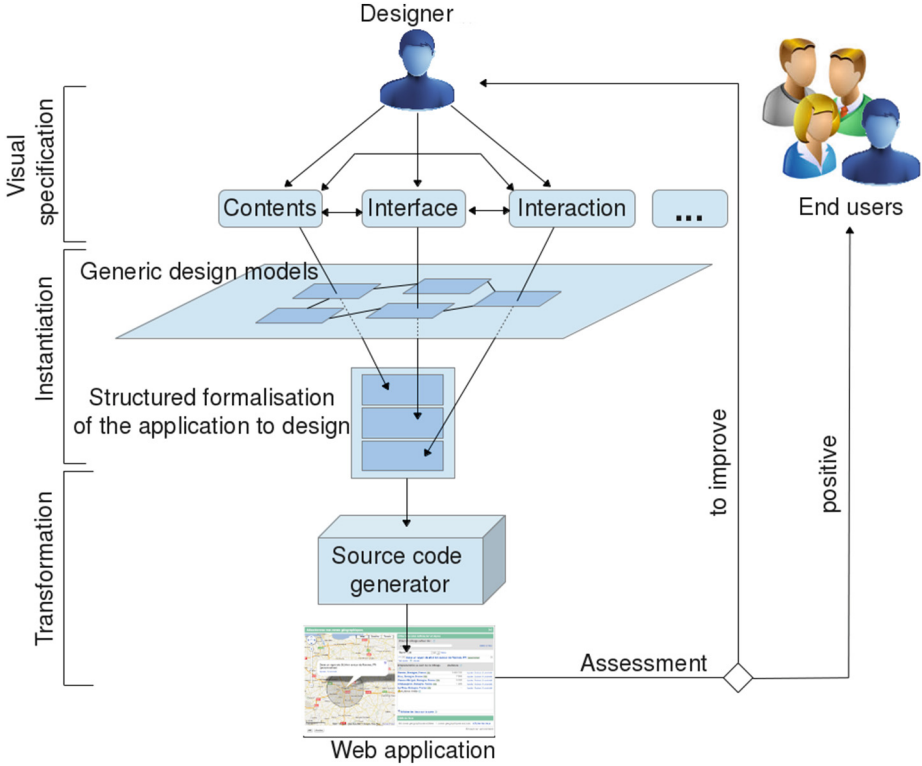 Designer
Visual
specification
Contents
Interface
Interaction
...
End users
Instantiation
Generic design models
Structured formalisation
of the application to design
to improve
positive
Transformation
Source code
generator
Assessment
Web application